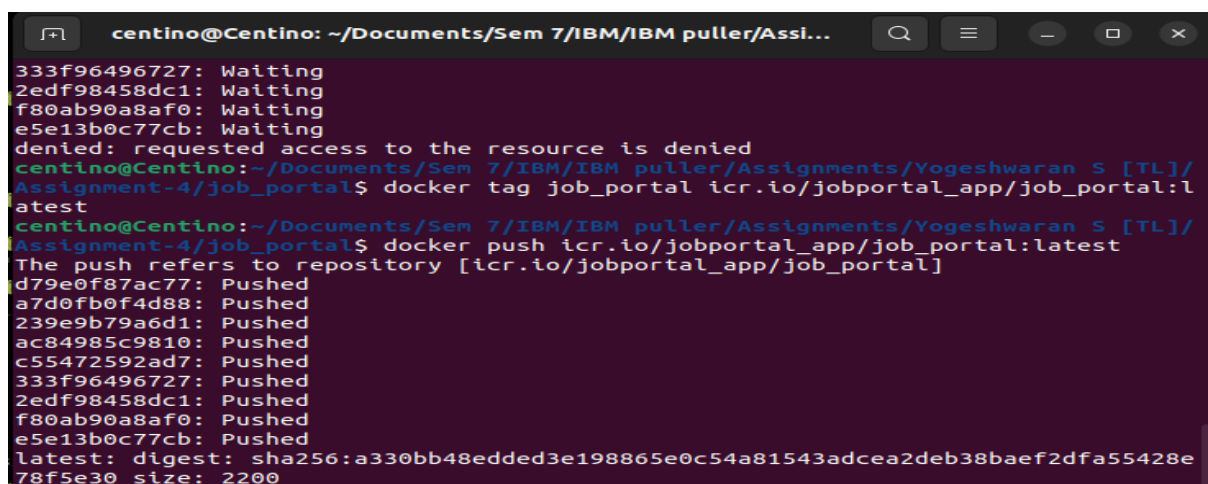 centino@Centino: ~/Documents/Sem 7/IBM/IBM puller/Assi...
333f96496727: Waiting
2edf98458dc1: Waiting
f80ab90a8af0: Waiting
e5e13b0c77cb: Waiting
denied: requested access to the resource is denied
centino@Centino:~/Documents/Sem 7/IBM/IBM puller/Assignments/Yogeshwaran S [TL]/
Assignment-4/job_portal$ docker tag job_portal icr.io/jobportal_app/job_portal:l
atest
centino@Centino:~/Documents/Sem 7/IBM/IBM puller/Assignments/Yogeshwaran S [TL]/
Assignment-4/job_portal$ docker push icr.io/jobportal_app/job_portal:latest
The push refers to repository [icr.io/jobportal_app/job_portal]
d79e0f87ac77: Pushed
a7d0fb0f4d88: Pushed
239e9b79a6d1: Pushed
ac84985c9810: Pushed
c55472592ad7: Pushed
333f96496727: Pushed
2edf98458dc1: Pushed
f80ab90a8af0: Pushed
e5e13b0c77cb: Pushed
latest: digest: sha256:a330bb48edded3e198865e0c54a81543adcea2deb38baef2dfa55428e
78f5e30 size: 2200